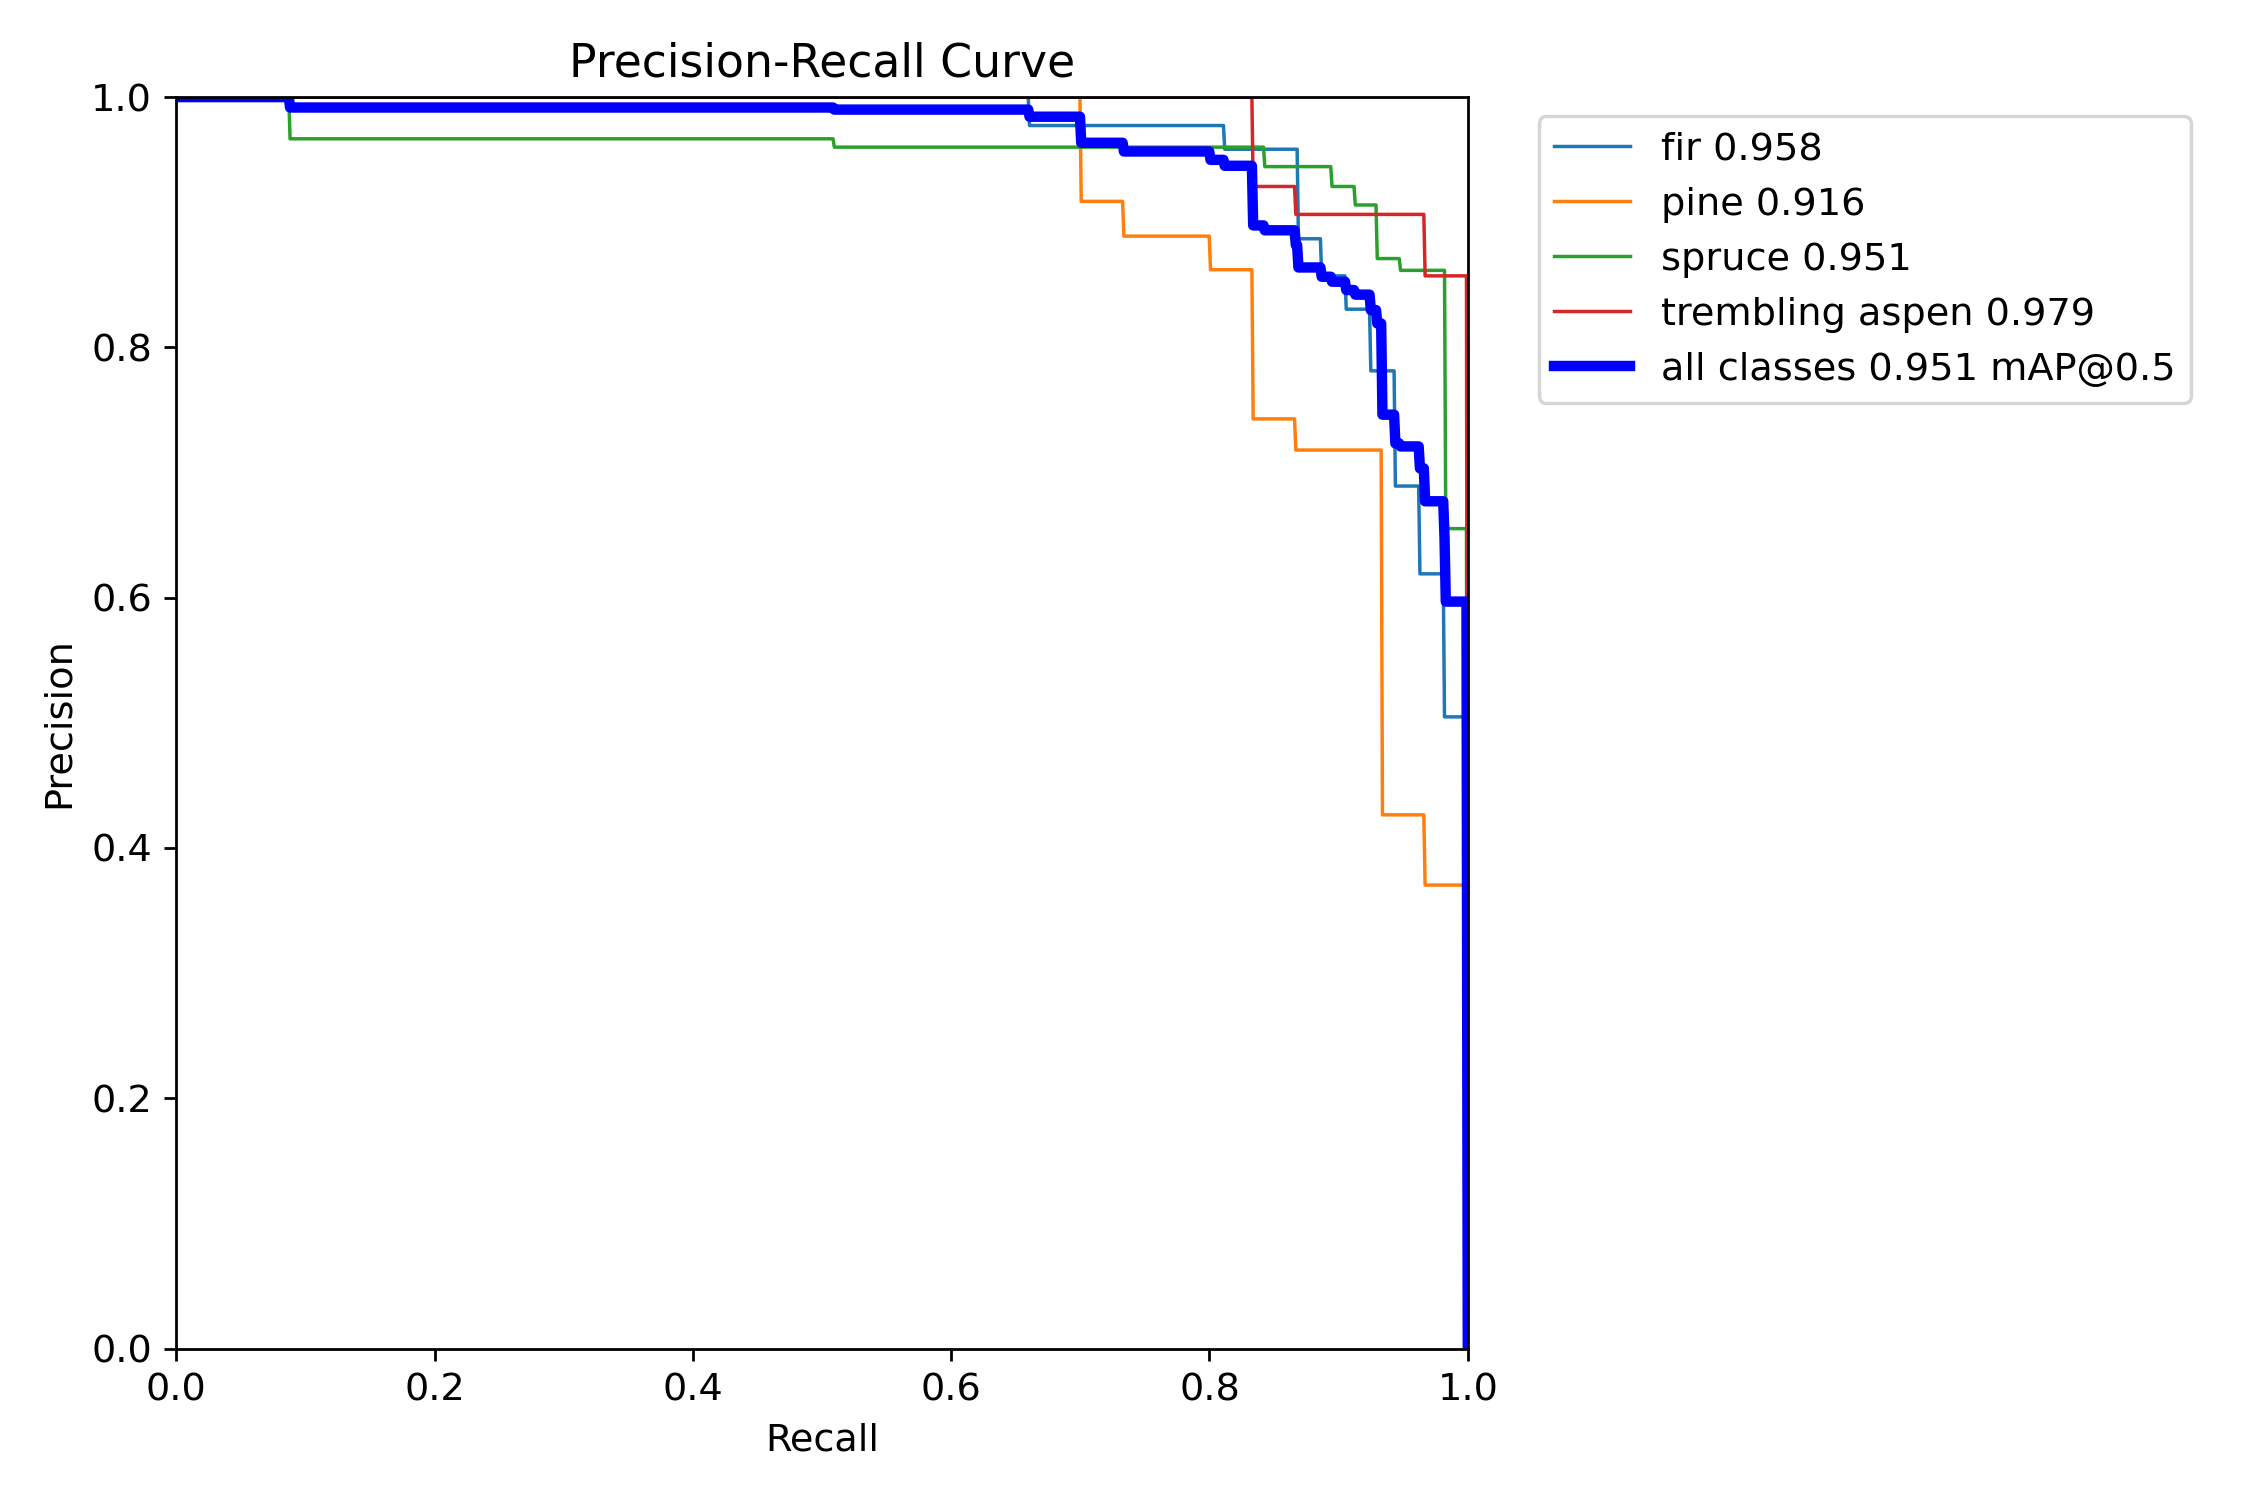 Precision-Recall Curve
1.0
0.8
0.6
0.4
0.2
0.0
Precision
0.0 0.2 0.4 0.6 0.8 1.0
Recall
fir 0.958
pine 0.916
spruce 0.951
trembling aspen 0.979
all classes 0.951 mAP@0.5